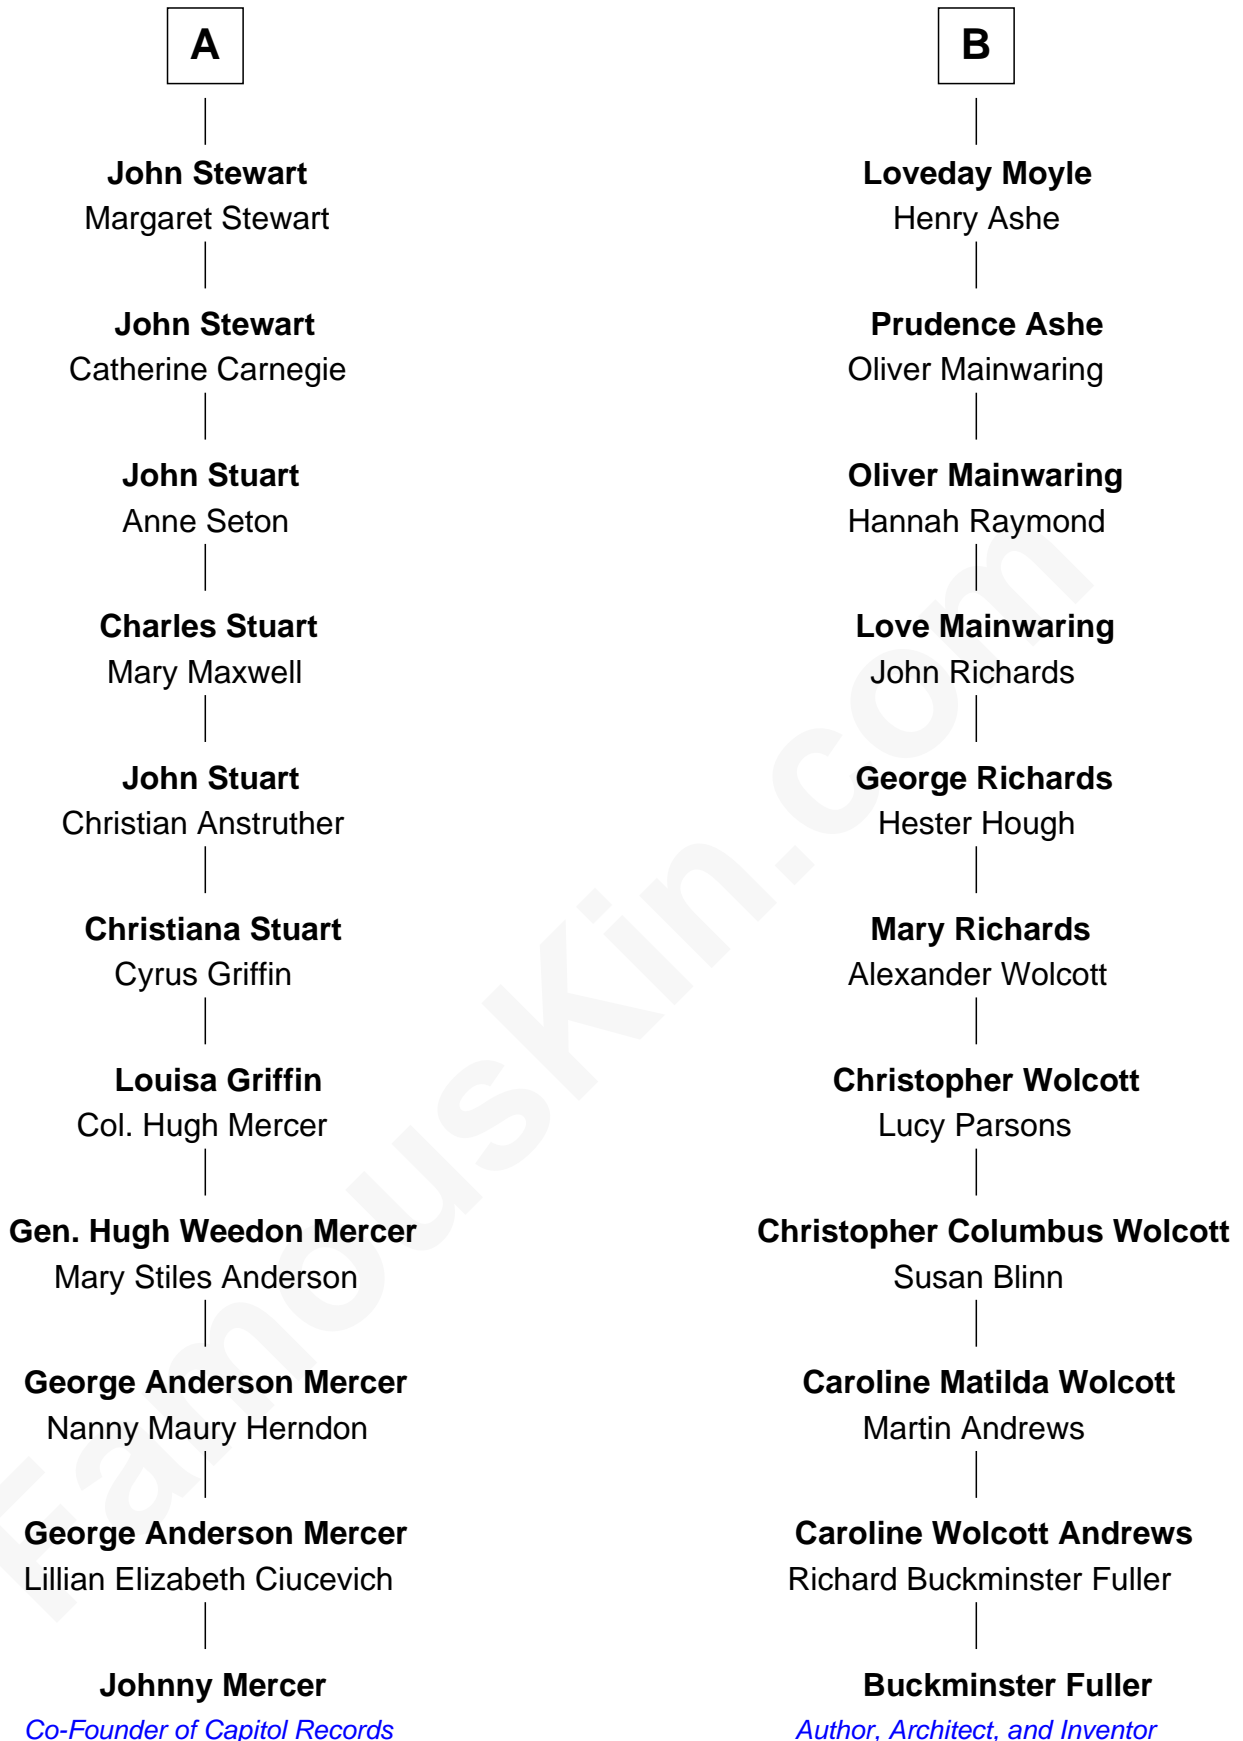 A
John Stewart
Margaret Stewart
John Stewart
Catherine Carnegie
John Stuart
Anne Seton
Charles Stuart
Mary Maxwell
John Stuart
Christian Anstruther
Christiana Stuart
Cyrus Griffin
Louisa Griffin
Col. Hugh Mercer
Gen. Hugh Weedon Mercer
Mary Stiles Anderson
George Anderson Mercer
Nanny Maury Herndon
George Anderson Mercer
Lillian Elizabeth Ciucevich
Johnny Mercer
Co-Founder of Capitol Records
B
Loveday Moyle
Henry Ashe
Prudence Ashe
Oliver Mainwaring
Oliver Mainwaring
Hannah Raymond
Love Mainwaring
John Richards
George Richards
Hester Hough
Mary Richards
Alexander Wolcott
Christopher Wolcott
Lucy Parsons
Christopher Columbus Wolcott
Susan Blinn
Caroline Matilda Wolcott
Martin Andrews
Caroline Wolcott Andrews
Richard Buckminster Fuller
Buckminster Fuller
Author, Architect, and Inventor
FamousKin.com